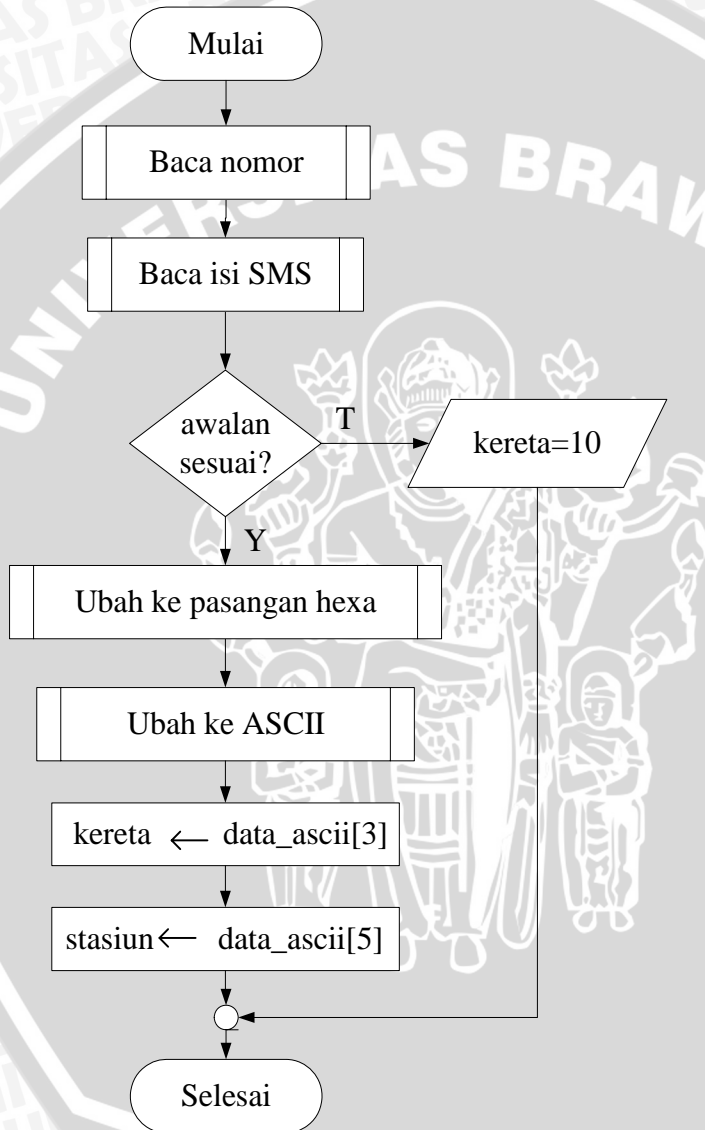 Mulai
Baca nomor
Baca isi SMS
awalan
sesuai?
T
kereta=10
Y
Ubah ke pasangan hexa
Ubah ke ASCII
kereta ← data_ascii[3]
stasiun ← data_ascii[5]
Selesai